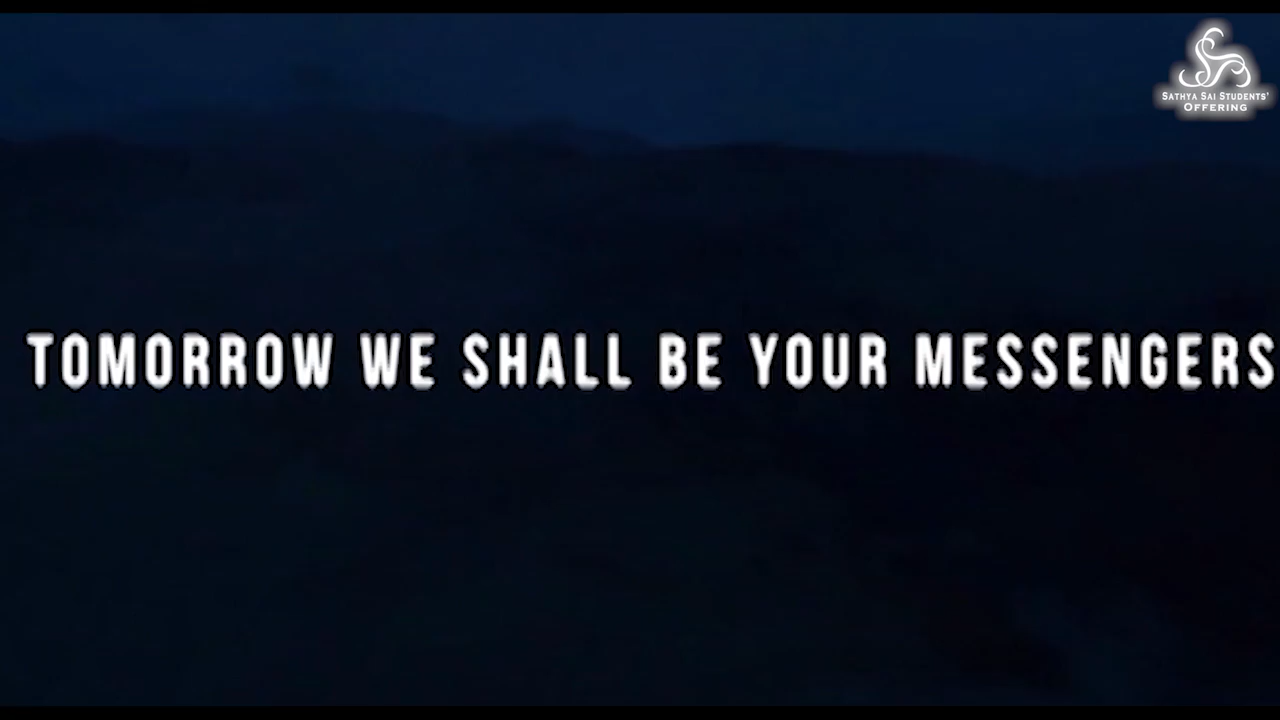 SATHYA SAI STUDENTS'
OFFERING
TOMORROW WE SHALL BE YOUR MESSENGERS